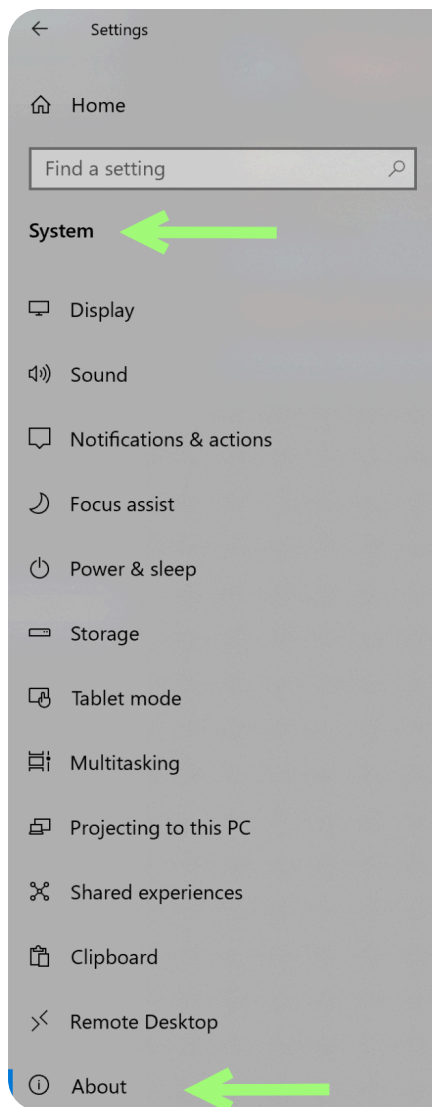 Settings
Home
Find a setting
System
Display
Sound
Notifications & actions
Focus assist
Power & sleep
Storage
Tablet mode
Multitasking
Projecting to this PC
Shared experiences
Clipboard
Remote Desktop
About